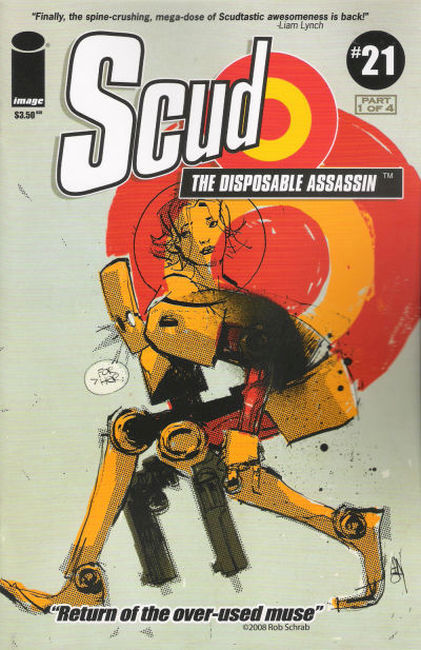 "Finally, the spine-crushing, mega-dose of Scudtastic awesomeness is back!"
-Liam Lynch
image
$3.50
#21
PART
1 OF 4
Scud
THE DISPOSABLE ASSASSIN ™
FOR
"Return of the over-used muse"
©2008 Rob Schrab